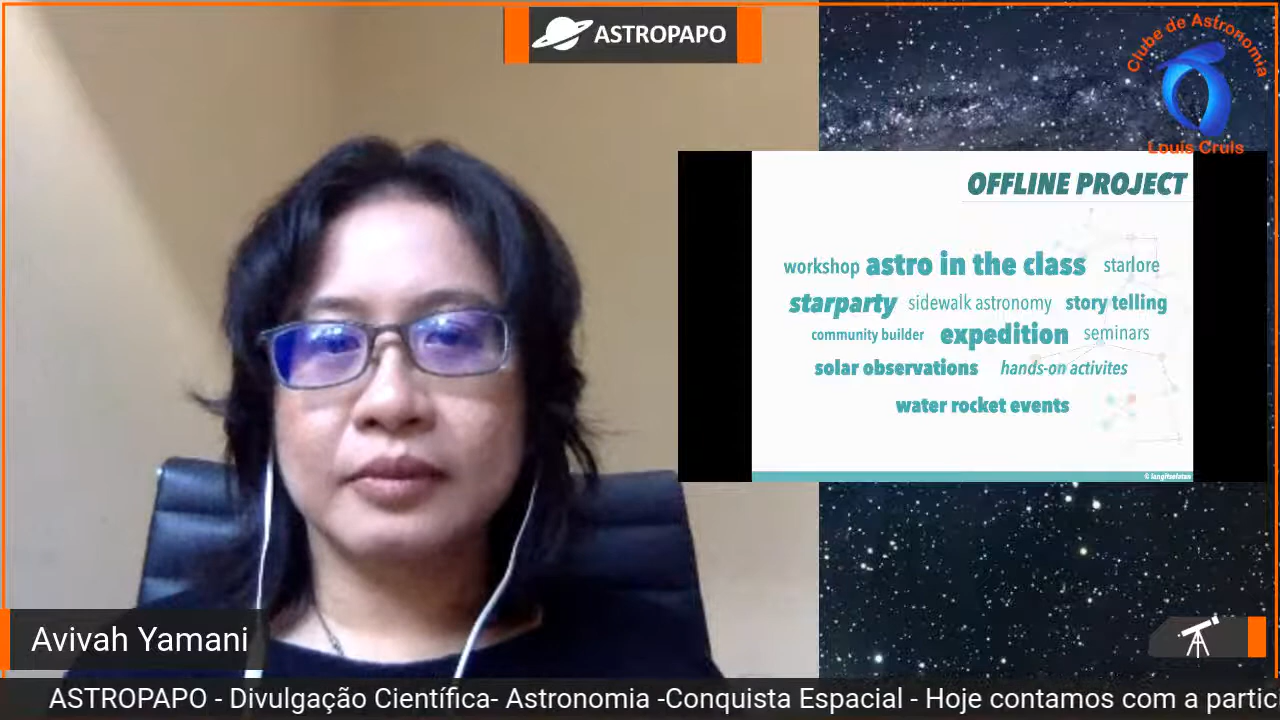 ASTROPAPO
Clube de Astronomia
Louis Cruls
OFFLINE PROJECT
workshop astro in the class starlore
starparty sidewalk astronomy story telling
community builder expedition seminars
solar observations hands-on activites
water rocket events
© langitselatan
Avivah Yamani
ASTROPAPO - Divulgação Científica- Astronomia -Conquista Espacial - Hoje contamos com a partic